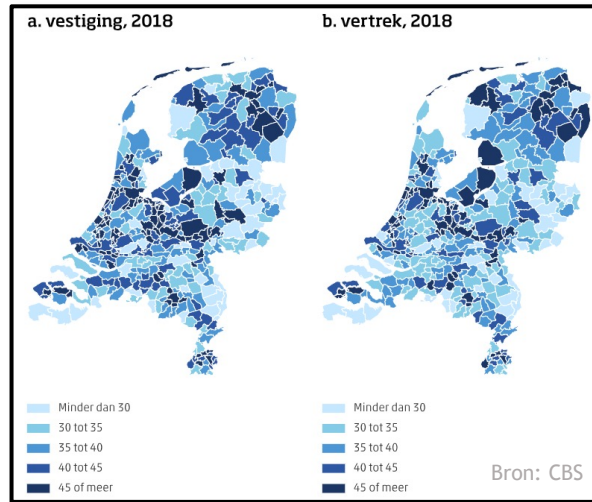 a. vestiging, 2018
b. vertrek, 2018
Minder dan 30
30 tot 35
35 tot 40
40 tot 45
45 of meer
Minder dan 30
30 tot 35
35 tot 40
40 tot 45
45 of meer
Bron: CBS